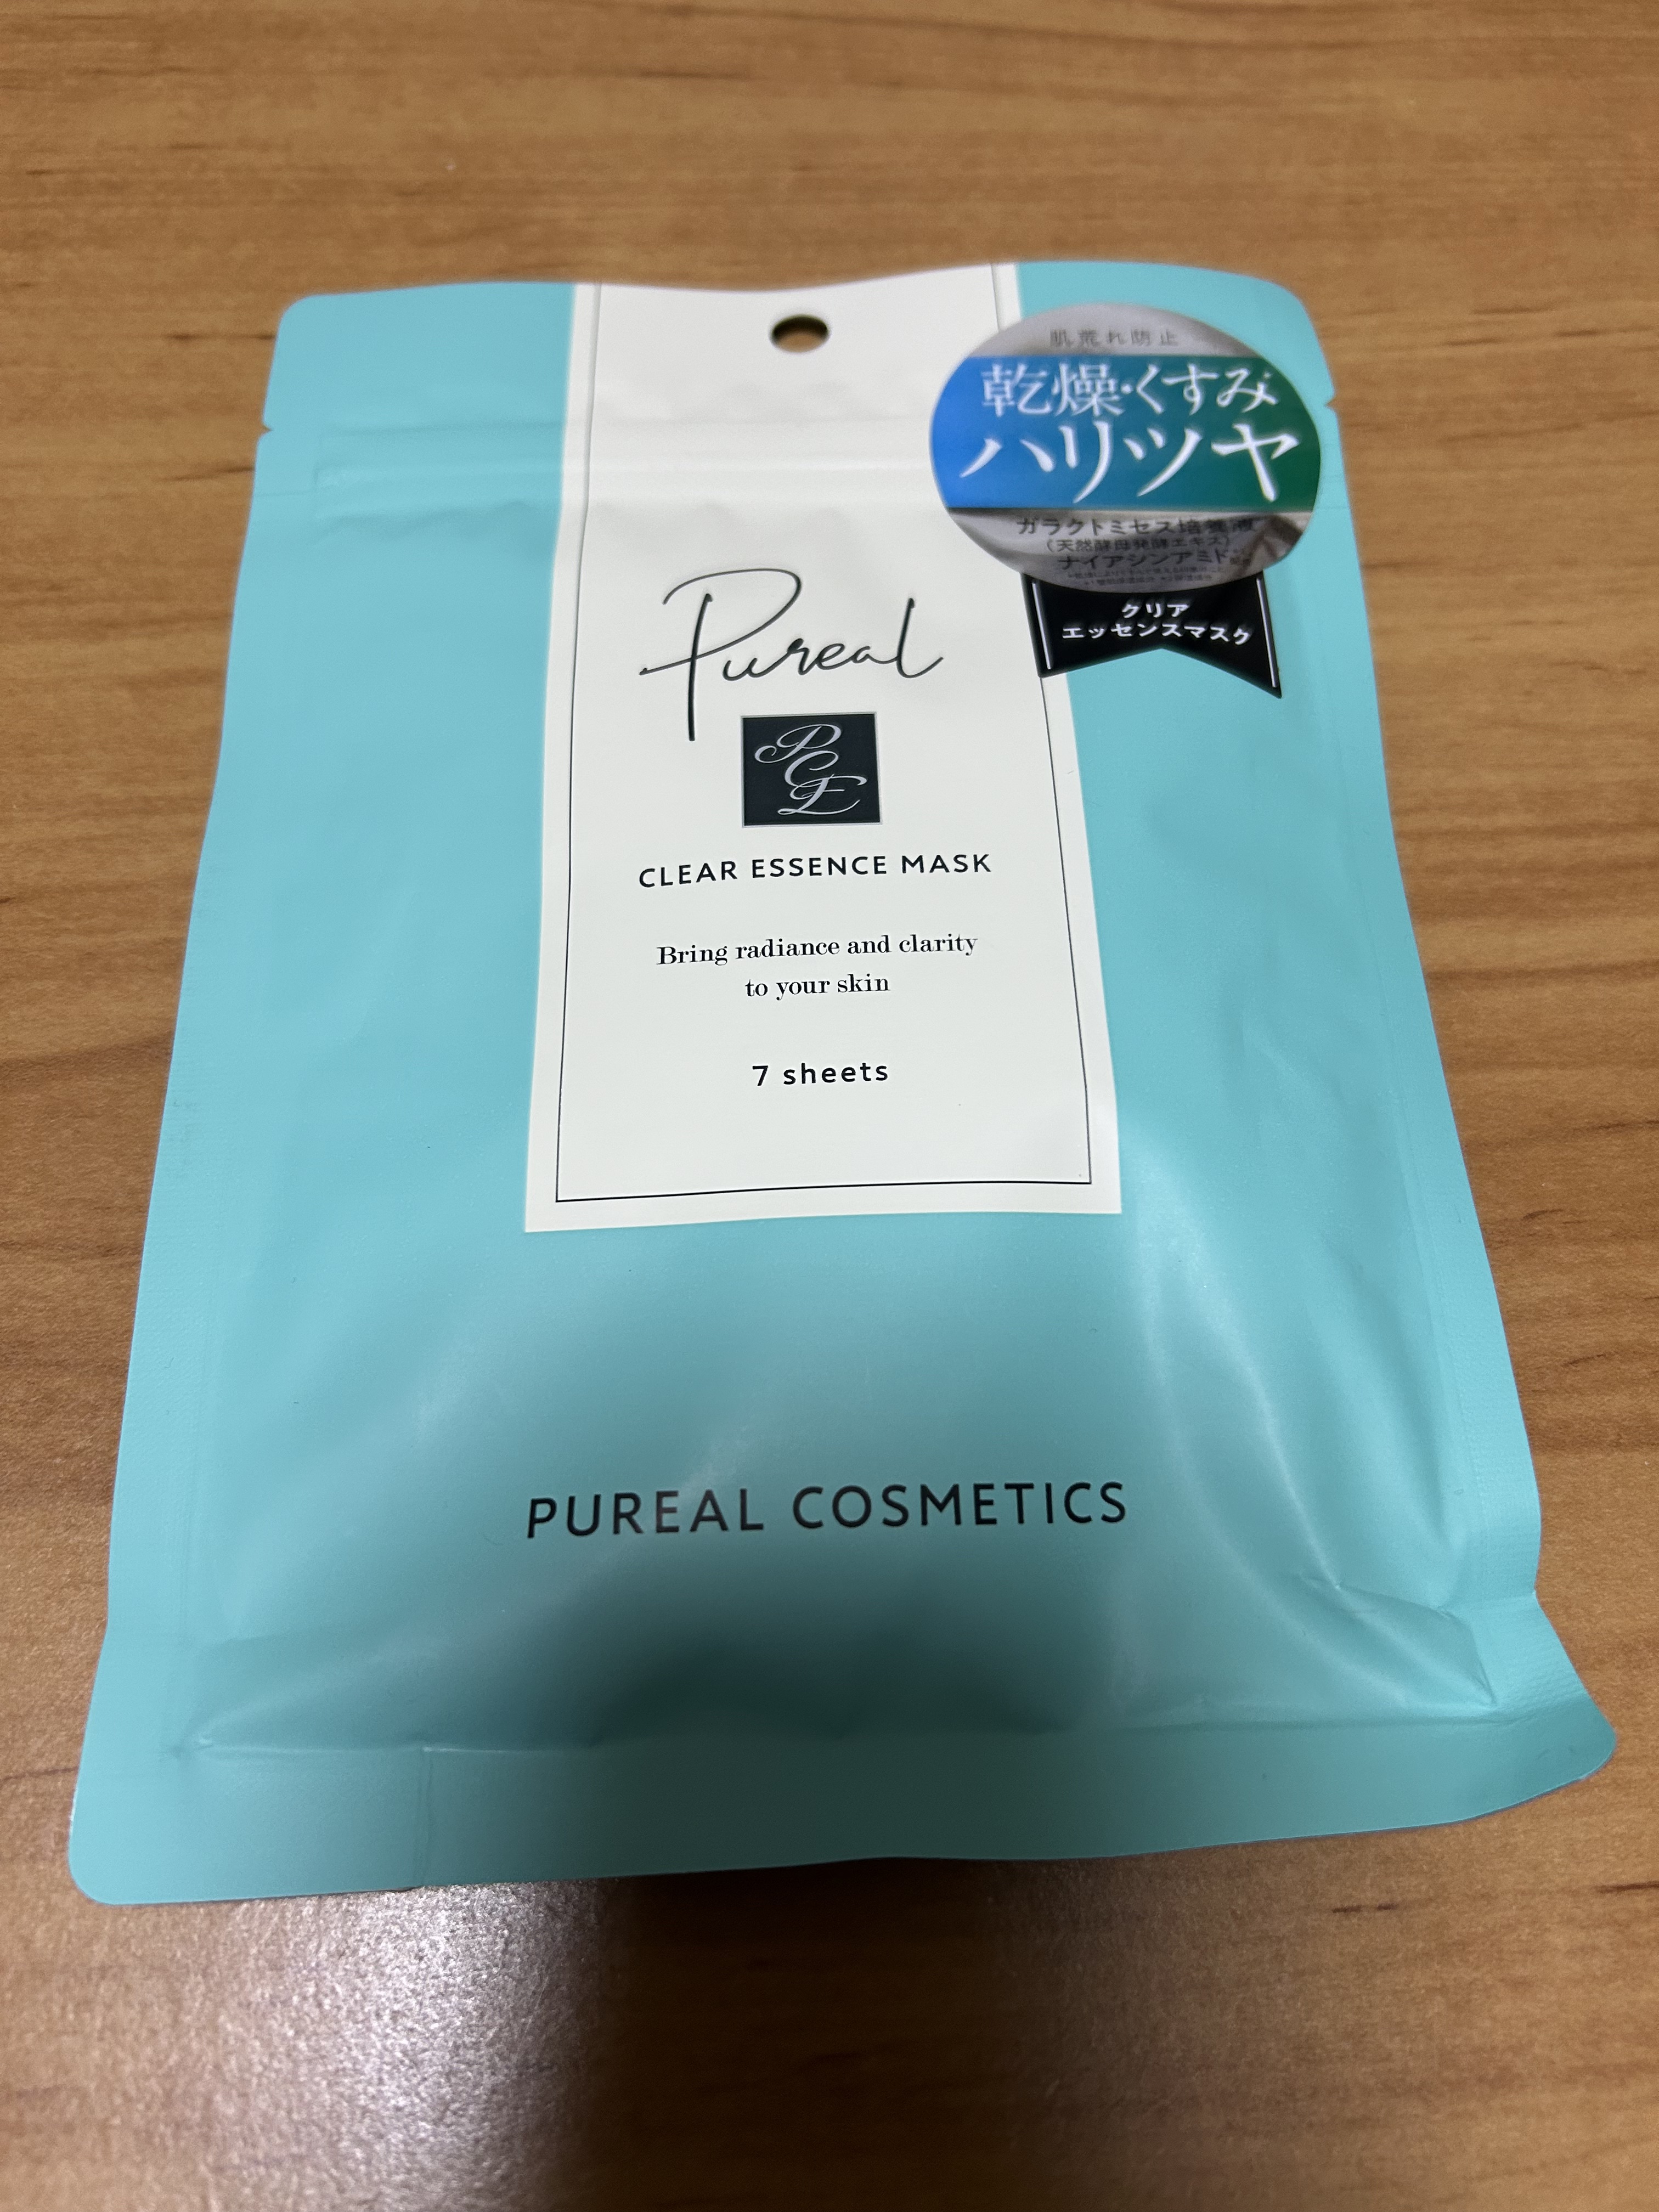 肌荒れ防止
乾燥・くすみ
ハリツヤ
ガラクトミセス培養液
(天然酵母発酵エキス)
ナイアシンアミド
クリア
エッセンスマスク
Pureal
PCE
CLEAR ESSENCE MASK
Bring radiance and clarity
to your skin
7 sheets
PUREAL COSMETICS